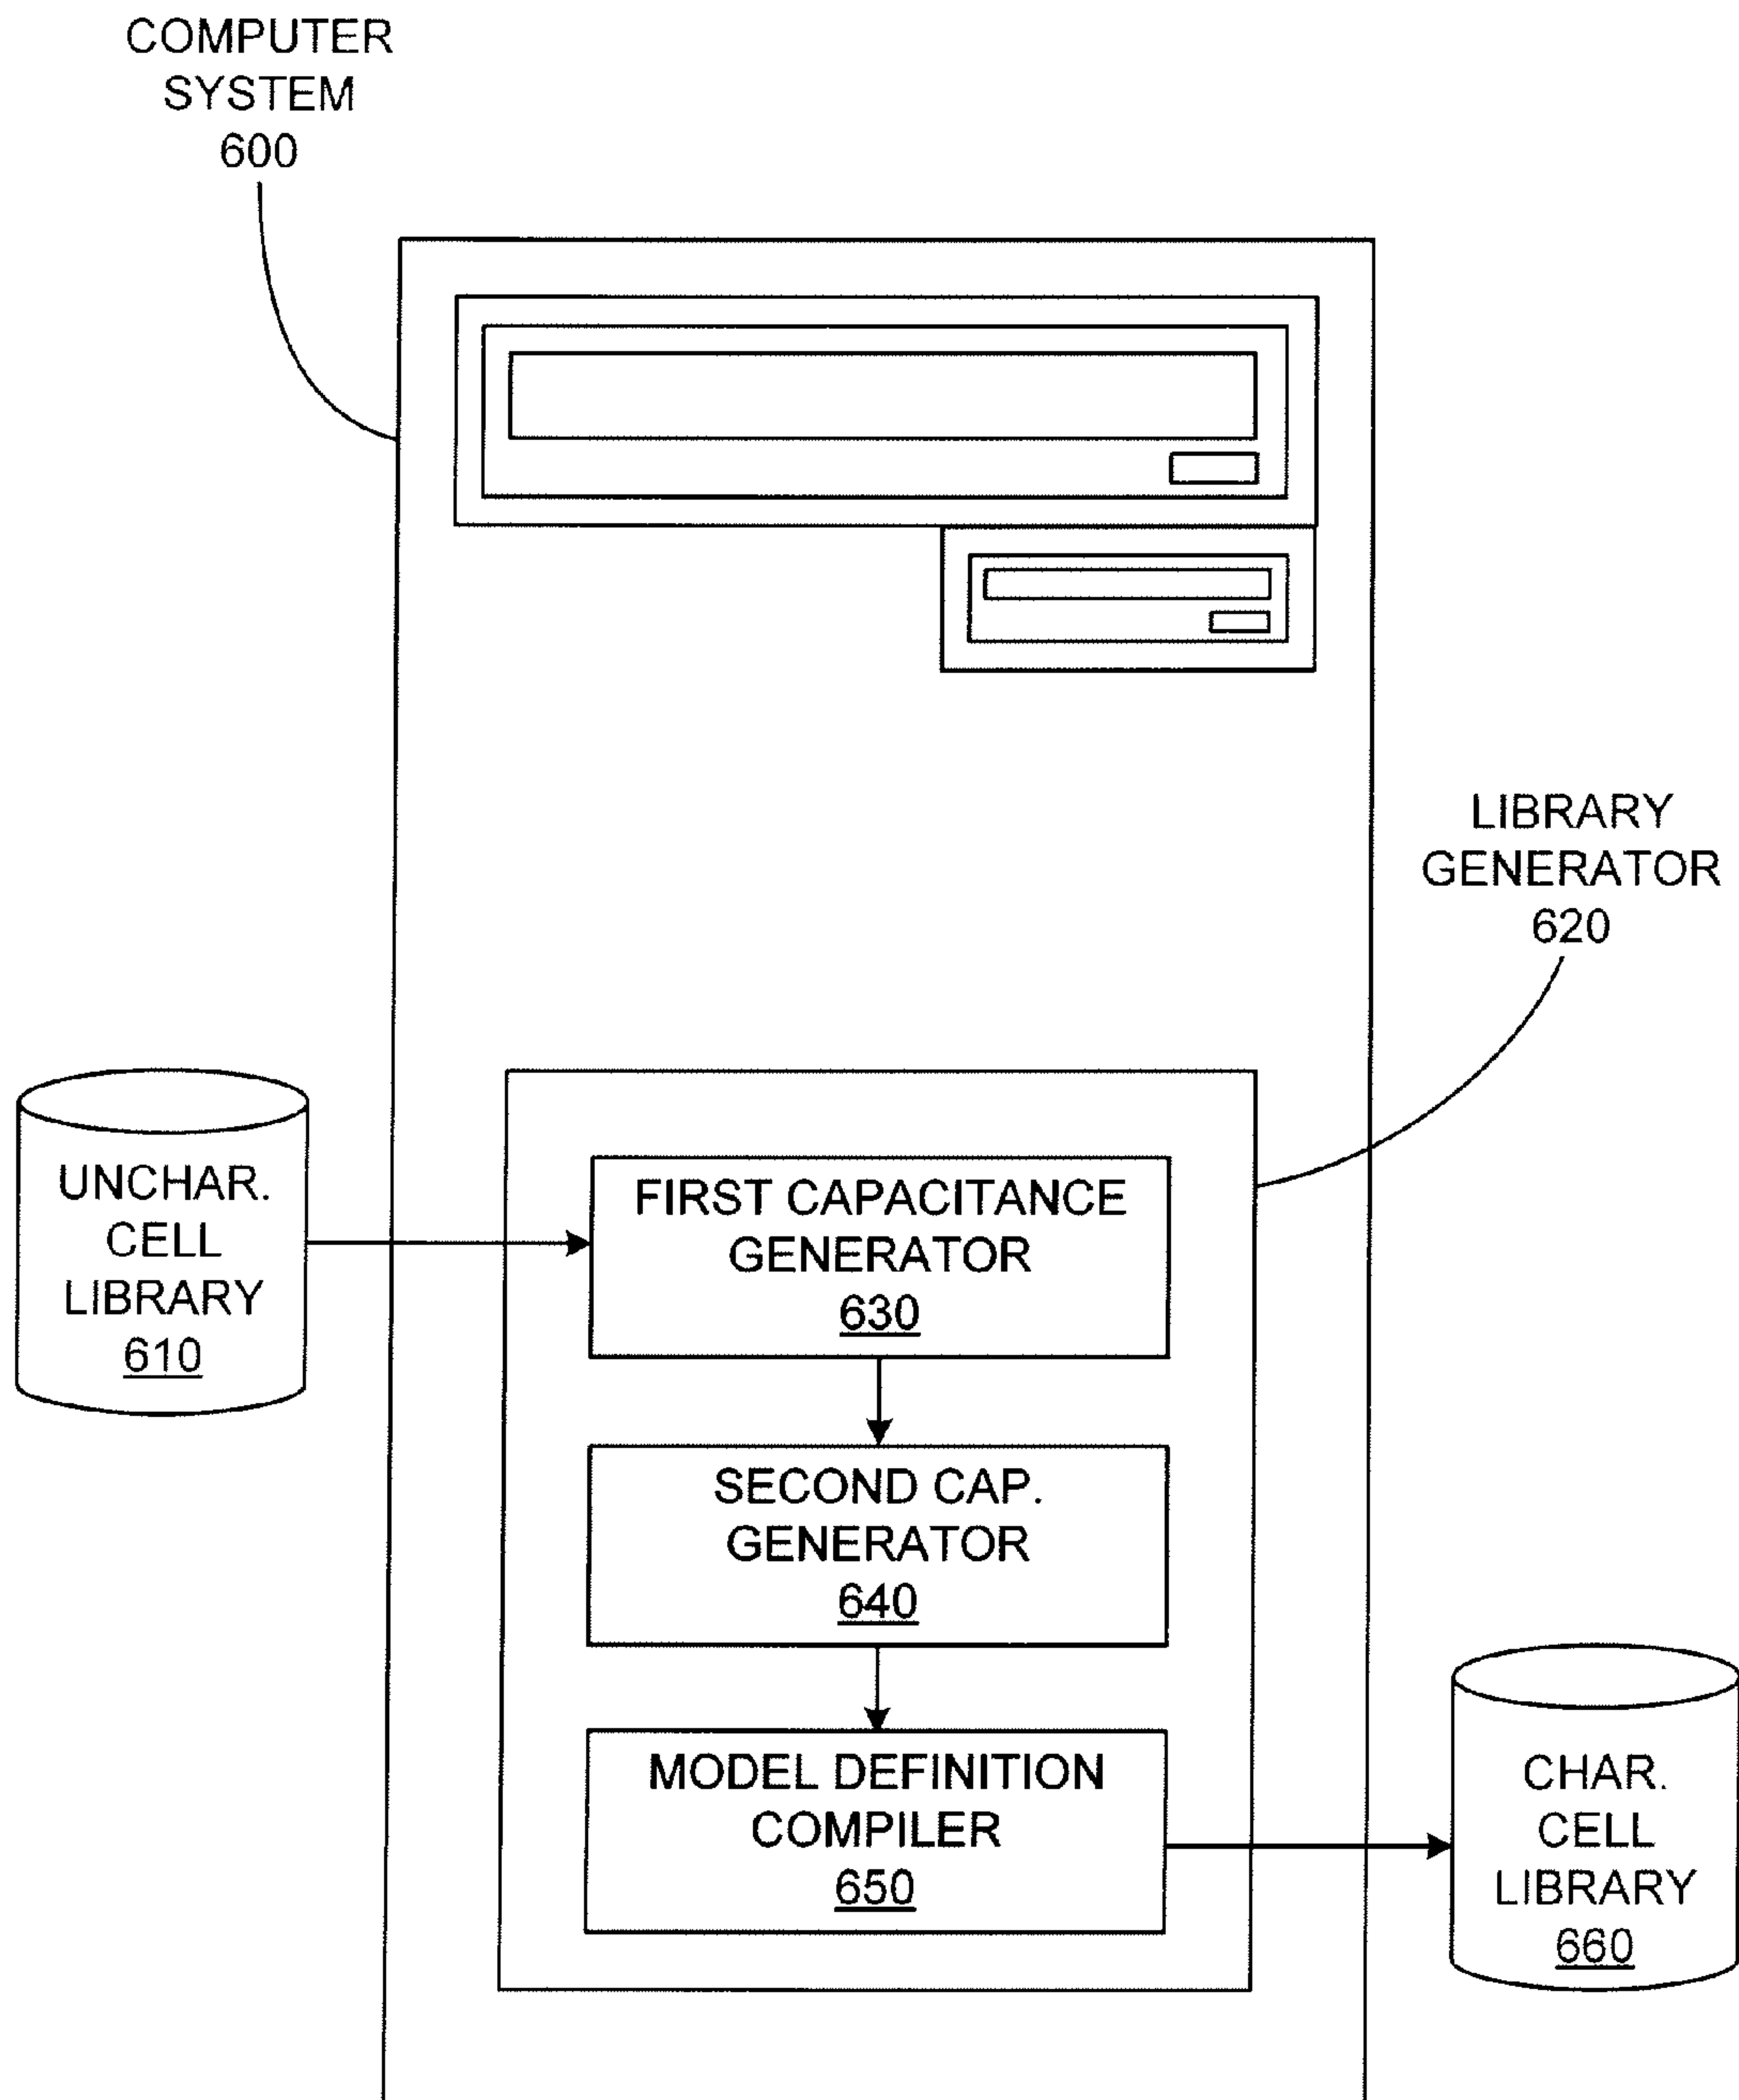 COMPUTER
SYSTEM
600
LIBRARY
GENERATOR
620
UNCHAR.
CELL
LIBRARY
610
FIRST CAPACITANCE
GENERATOR
630
SECOND CAP.
GENERATOR
640
MODEL DEFINITION
COMPILER
650
CHAR.
CELL
LIBRARY
660